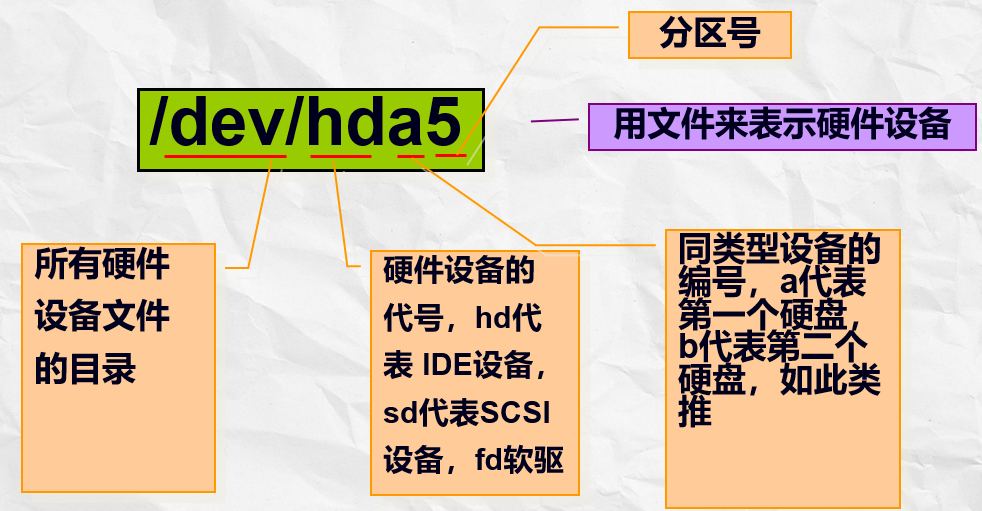 分区号
/dev/hda5
用文件来表示硬件设备
所有硬件
设备文件
的目录
硬件设备的
代号，hd代
表 IDE设备，
sd代表SCSI
设备，fd软驱
同类型设备的
编号，a代表
第一个硬盘，
b代表第二个
硬盘，如此类
推